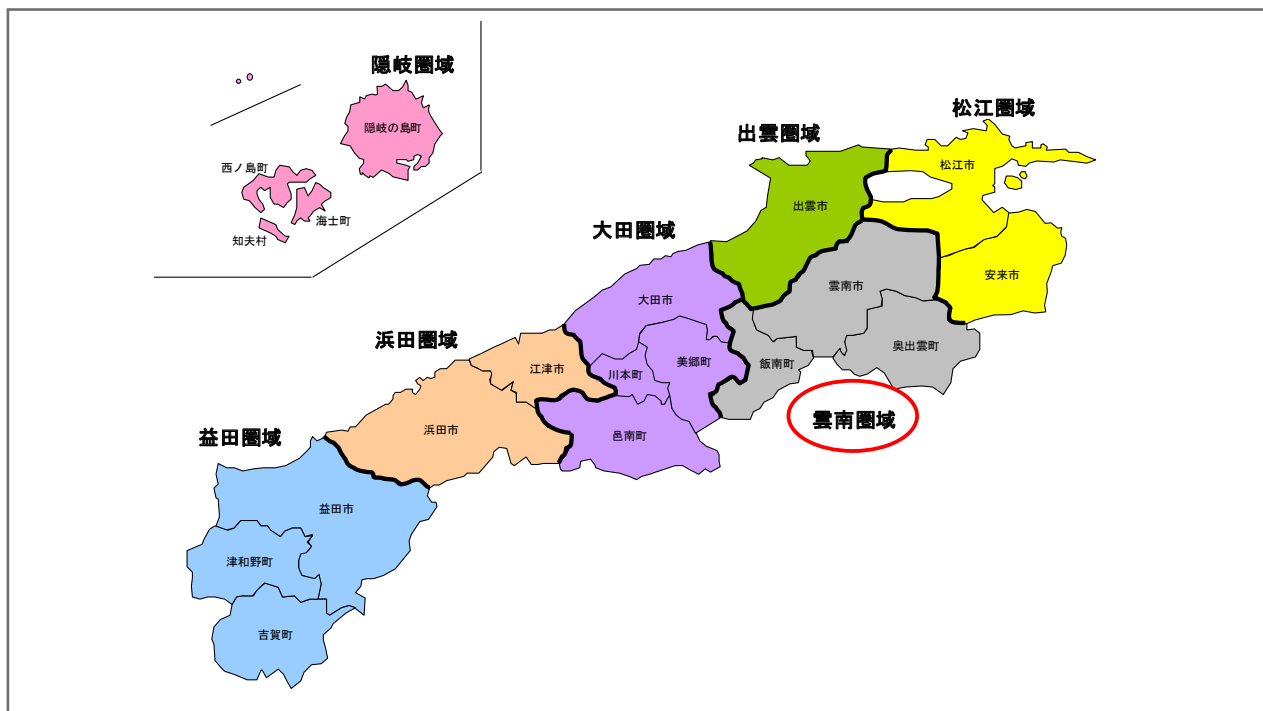 隠岐圏域
隠岐の島町
西ノ島町
海士町
知夫村
松江圏域
松江市
安来市
出雲圏域
出雲市
大田圏域
大田市
美郷町
川本町
邑南町
雲南市
奥出雲町
飯南町
雲南圏域
浜田圏域
江津市
浜田市
益田圏域
益田市
津和野町
吉賀町